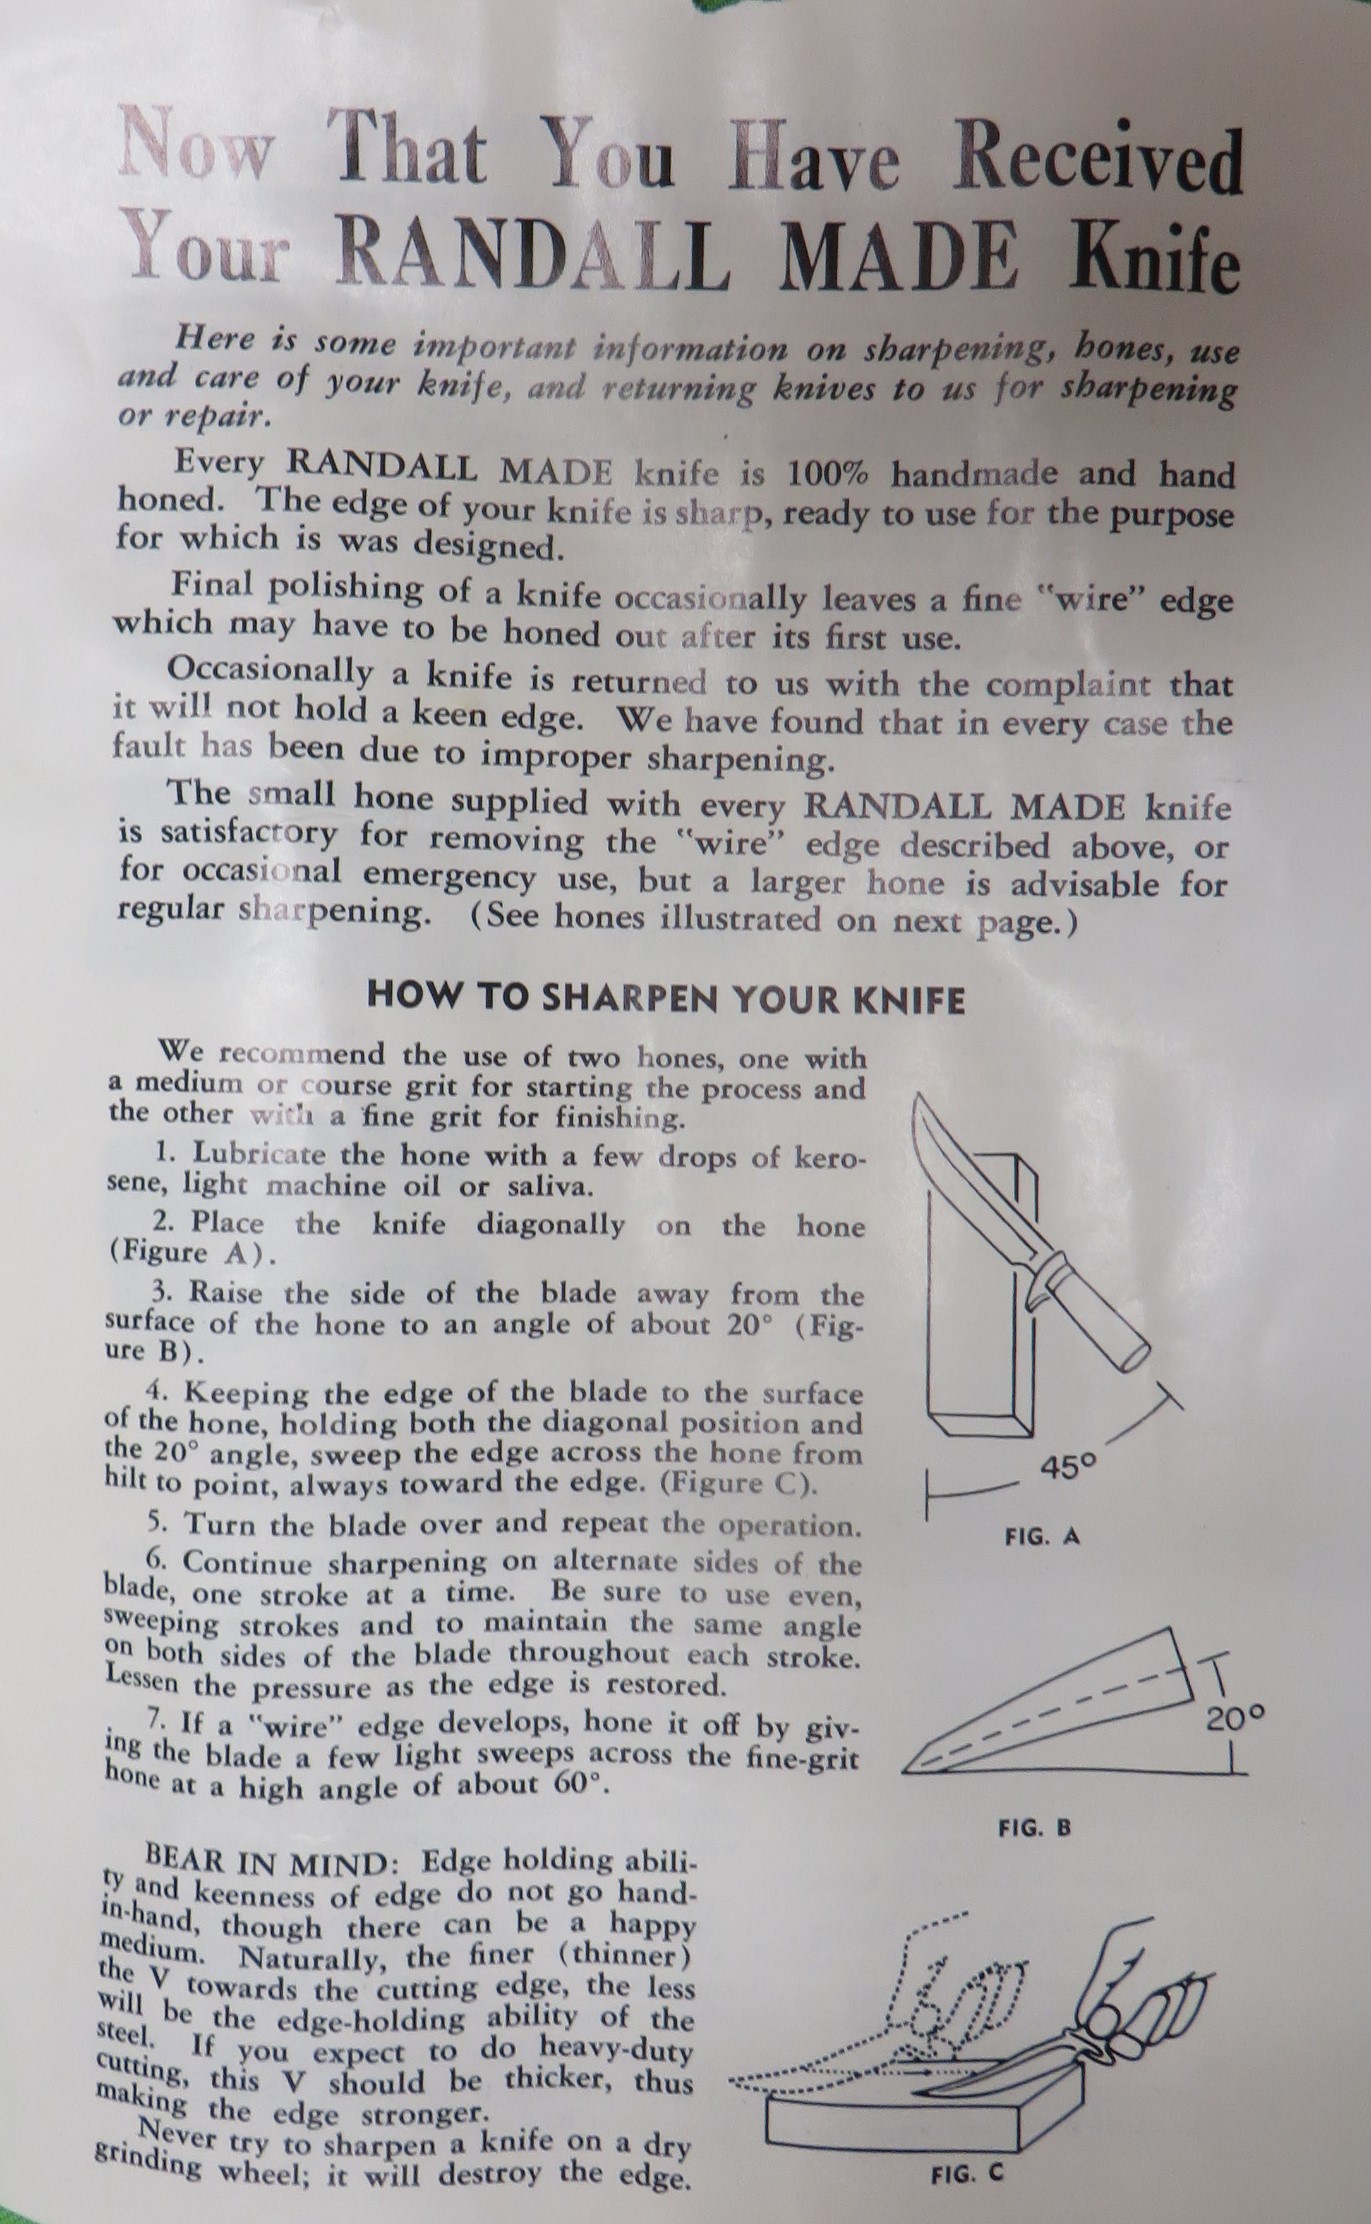 Now That You Have Received
Your RANDALL MADE Knife
Here is some important information on sharpening, hones, use
and care of your knife, and returning knives to us for sharpening
or repair.
Every RANDALL MADE knife is 100% handmade and hand
honed. The edge of your knife is sharp, ready to use for the purpose
for which is was designed.
Final polishing of a knife occasionally leaves a fine "wire" edge
which may have to be honed out after its first use.
Occasionally a knife is returned to us with the complaint that
it will not hold a keen edge. We have found that in every case the
fault has been due to improper sharpening.
The small hone supplied with every RANDALL MADE knife
is satisfactory for removing the "wire" edge described above, or
for occasional emergency use, but a larger hone is advisable for
regular sharpening. (See hones illustrated on next page.)
HOW TO SHARPEN YOUR KNIFE
We recommend the use of two hones, one with
a medium or course grit for starting the process and
the other with a fine grit for finishing.
1. Lubricate the hone with a few drops of kero-
sene, light machine oil or saliva.
2. Place the knife diagonally on the hone
(Figure A).
3. Raise the side of the blade away from the
surface of the hone to an angle of about 20° (Fig-
ure B).
4. Keeping the edge of the blade to the surface
of the hone, holding both the diagonal position and
the 20° angle, sweep the edge across the hone from
hilt to point, always toward the edge. (Figure C).
5. Turn the blade over and repeat the operation.
6. Continue sharpening on alternate sides of the
blade, one stroke at a time. Be sure to use even,
sweeping strokes and to maintain the same angle
on both sides of the blade throughout each stroke.
Lessen the pressure as the edge is restored.
7. If a "wire" edge develops, hone it off by giv-
ing the blade a few light sweeps across the fine-grit
hone at a high angle of about 60°.
45°
FIG. A
20°
FIG. B
BEAR IN MIND: Edge holding abili-
ty and keenness of edge do not go hand-
in-hand, though there can be a happy
medium. Naturally, the finer (thinner)
the V towards the cutting edge, the less
will be the edge-holding ability of the
steel. If you expect to do heavy-duty
cutting, this V should be thicker, thus
making the edge stronger.
Never try to sharpen a knife on a dry
grinding wheel; it will destroy the edge.
FIG. C